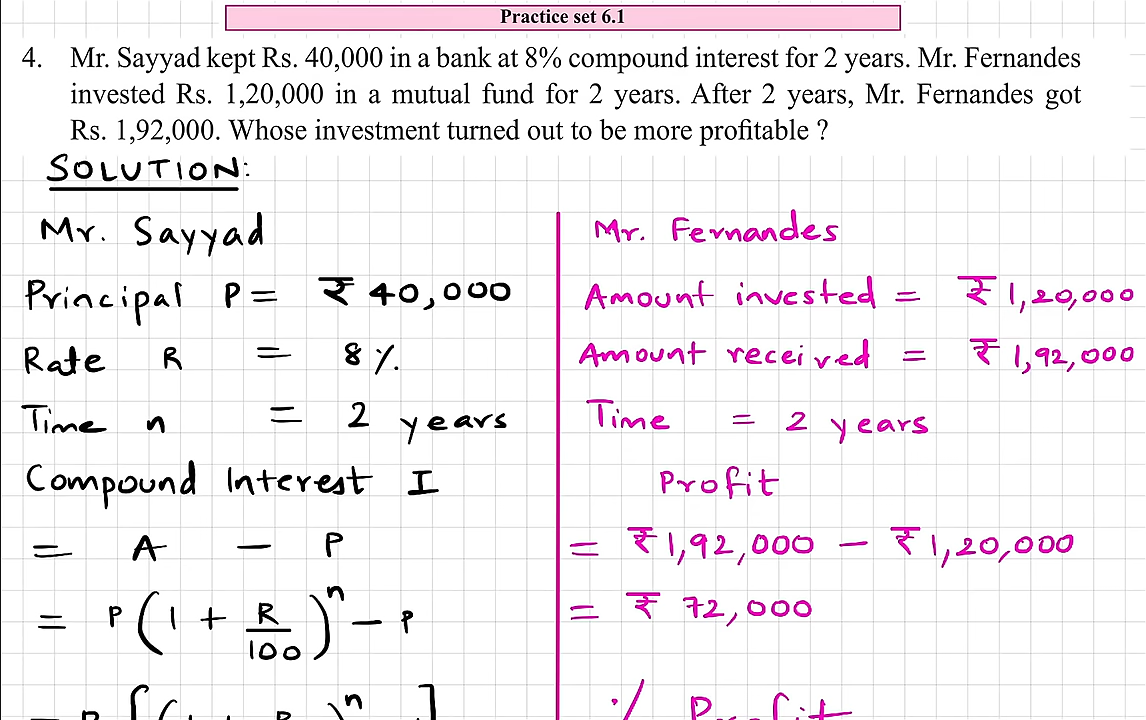 Practice set 6.1
4. Mr. Sayyad kept Rs. 40,000 in a bank at 8% compound interest for 2 years. Mr. Fernandes
invested Rs. 1,20,000 in a mutual fund for 2 years. After 2 years, Mr. Fernandes got
Rs. 1,92,000. Whose investment turned out to be more profitable ?
SOLUTION:
Mr. Sayyad
Principal P = ₹ 40,000
Rate R = 8 %.
Time n = 2 years
Compound Interest I
= A - P
= P(1 + R/100)^n - P
Mr. Fernandes
Amount invested = ₹ 1,20,000
Amount received = ₹ 1,92,000
Time = 2 years
Profit
= ₹ 1,92,000 - ₹ 1,20,000
= ₹ 72,000
% Profit